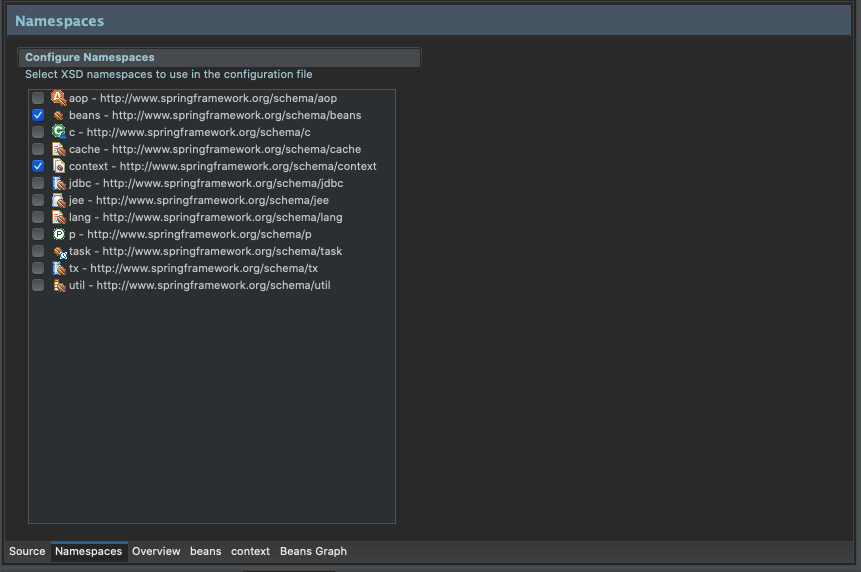 Namespaces
Configure Namespaces
Select XSD namespaces to use in the configuration file
aop - http://www.springframework.org/schema/aop
beans - http://www.springframework.org/schema/beans
c - http://www.springframework.org/schema/c
cache - http://www.springframework.org/schema/cache
context - http://www.springframework.org/schema/context
jdbc - http://www.springframework.org/schema/jdbc
jee - http://www.springframework.org/schema/jee
lang - http://www.springframework.org/schema/lang
p - http://www.springframework.org/schema/p
task - http://www.springframework.org/schema/task
tx - http://www.springframework.org/schema/tx
util - http://www.springframework.org/schema/util
Source Namespaces Overview beans context Beans Graph